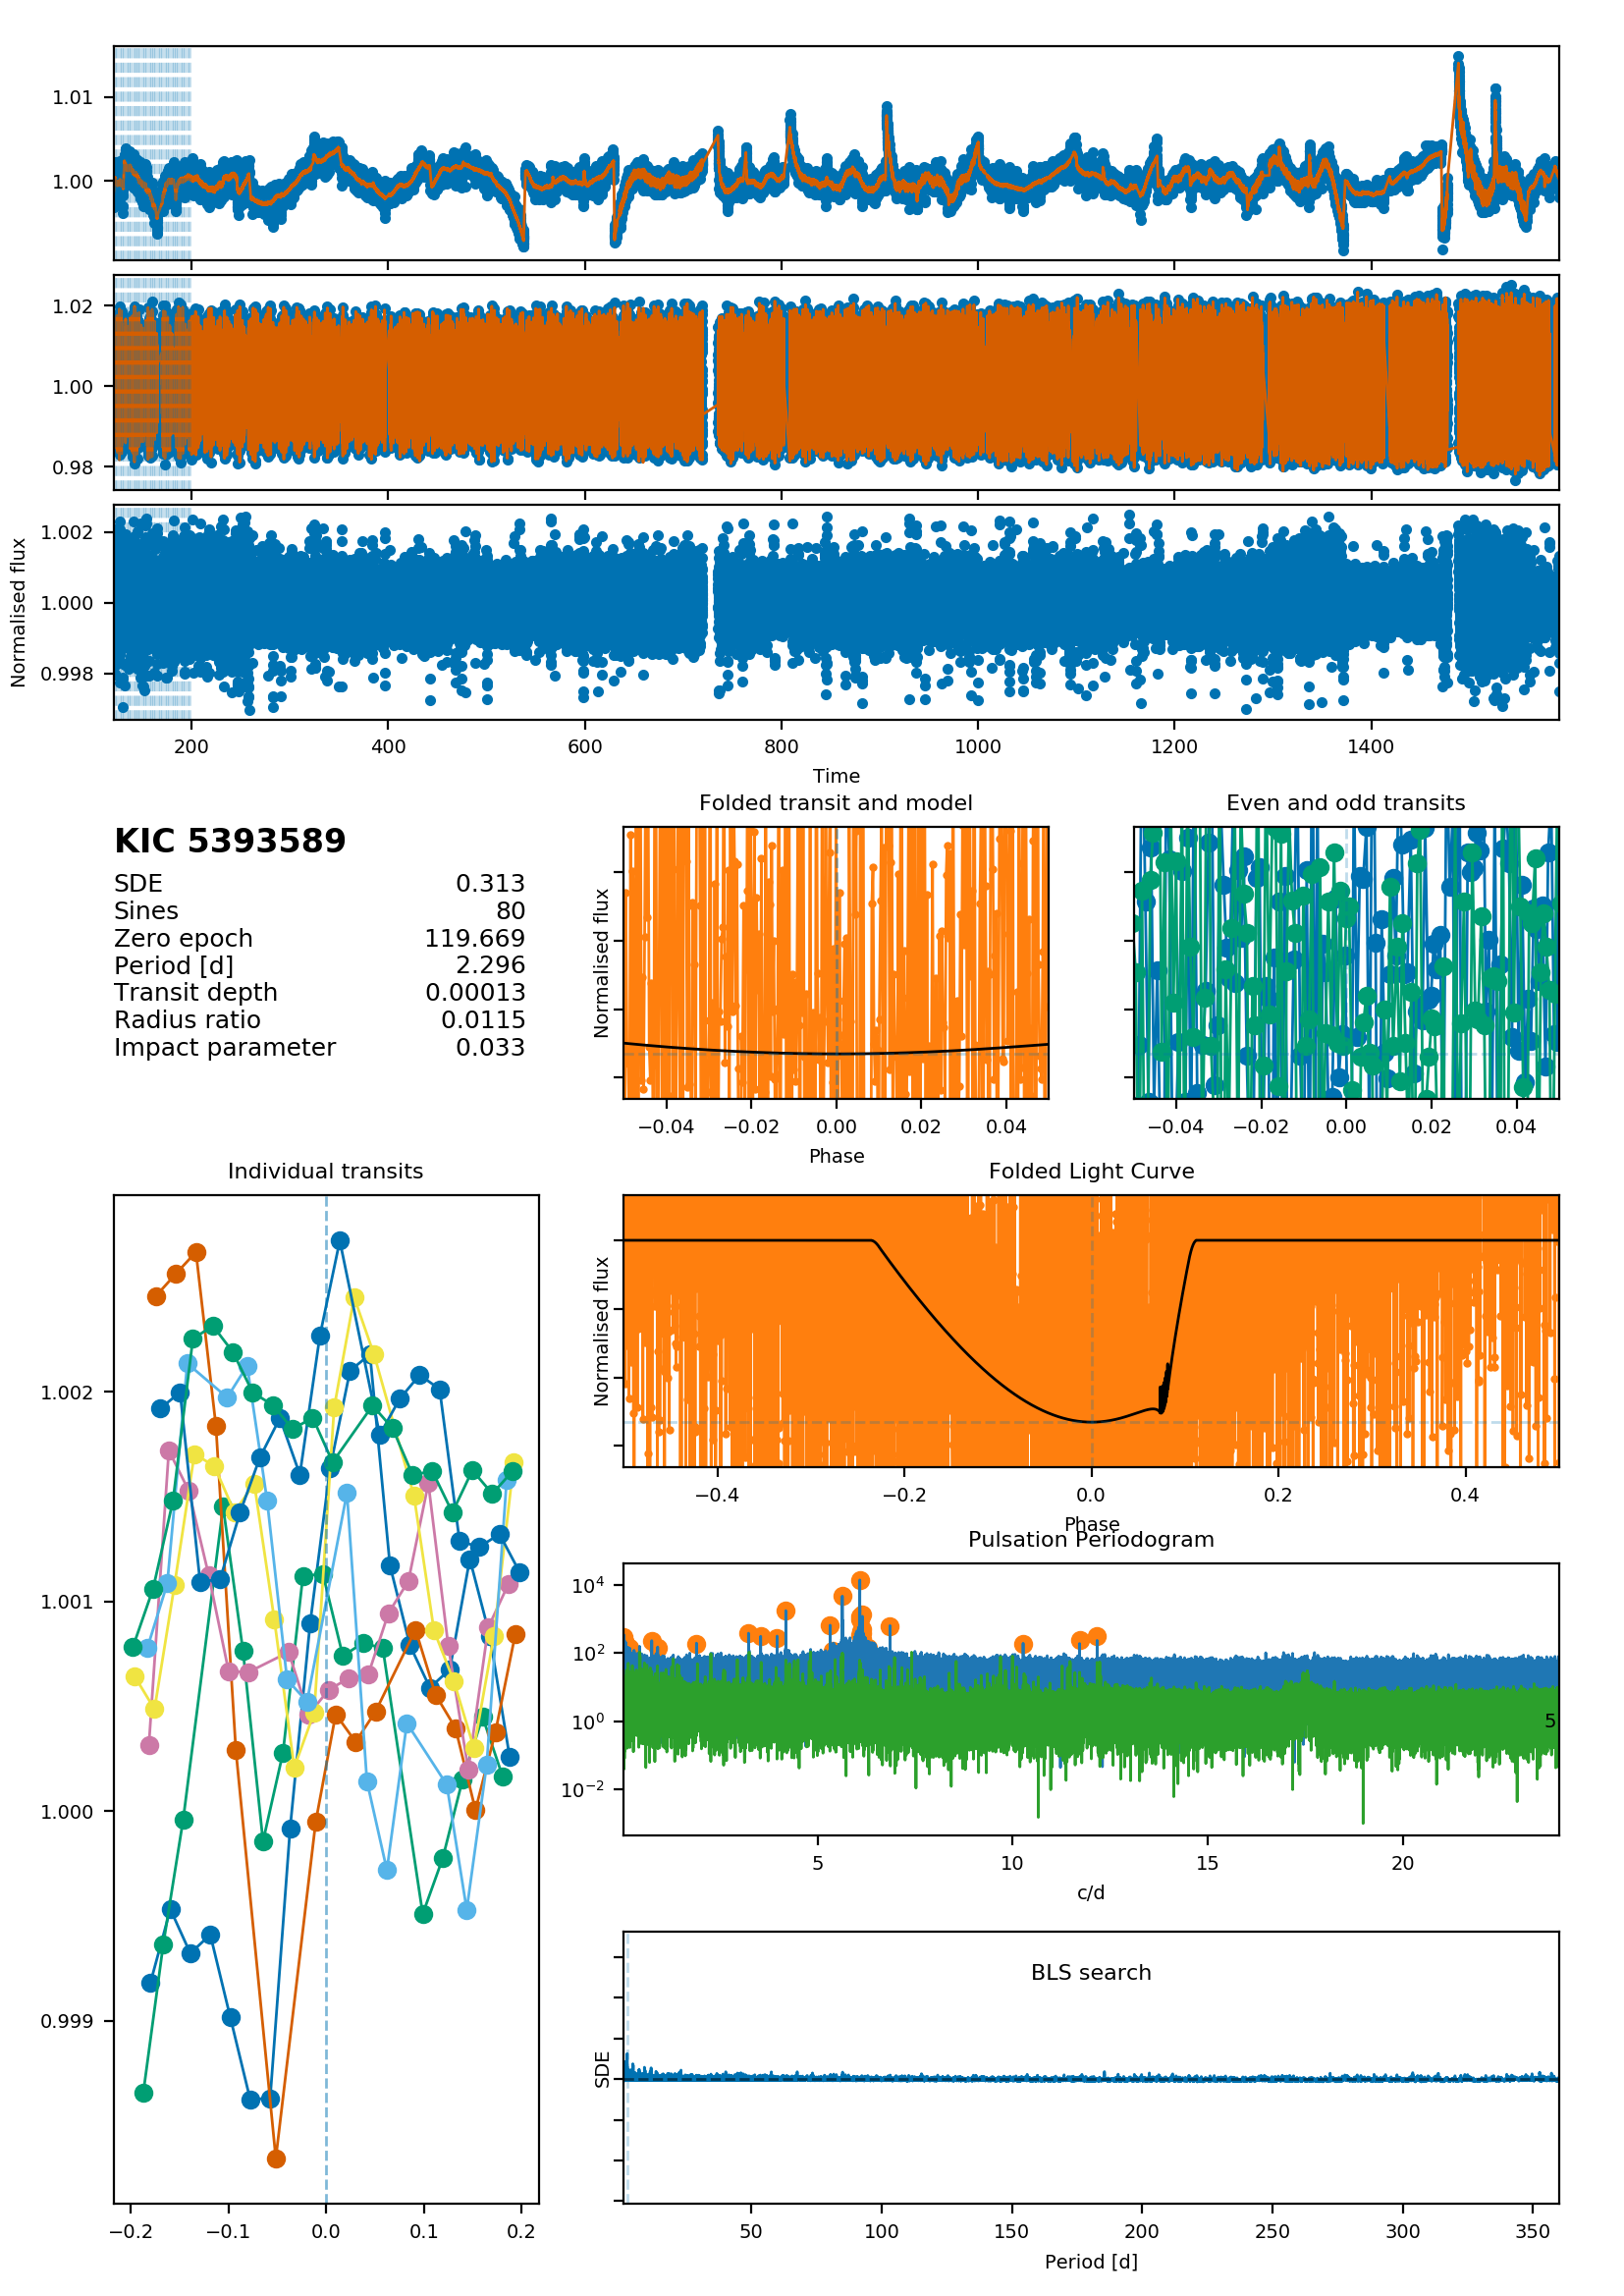 1.01
1.00
1.02
1.00
0.98
1.002
1.000
0.998
Normalised flux
200 400 600 800 1000 1200 1400
Time
KIC 5393589
SDE 0.313
Sines 80
Zero epoch 119.669
Period [d] 2.296
Transit depth 0.00013
Radius ratio 0.0115
Impact parameter 0.033
Folded transit and model
Normalised flux
−0.04 −0.02 0.00 0.02 0.04
Phase
Even and odd transits
−0.04 −0.02 0.00 0.02 0.04
Individual transits
1.002
1.001
1.000
0.999
−0.2 −0.1 0.0 0.1 0.2
Folded Light Curve
Normalised flux
−0.4 −0.2 0.0 0.2 0.4
Phase
Pulsation Periodogram
10⁴
10²
10⁰
10⁻²
5
5 10 15 20
c/d
BLS search
SDE
50 100 150 200 250 300 350
Period [d]